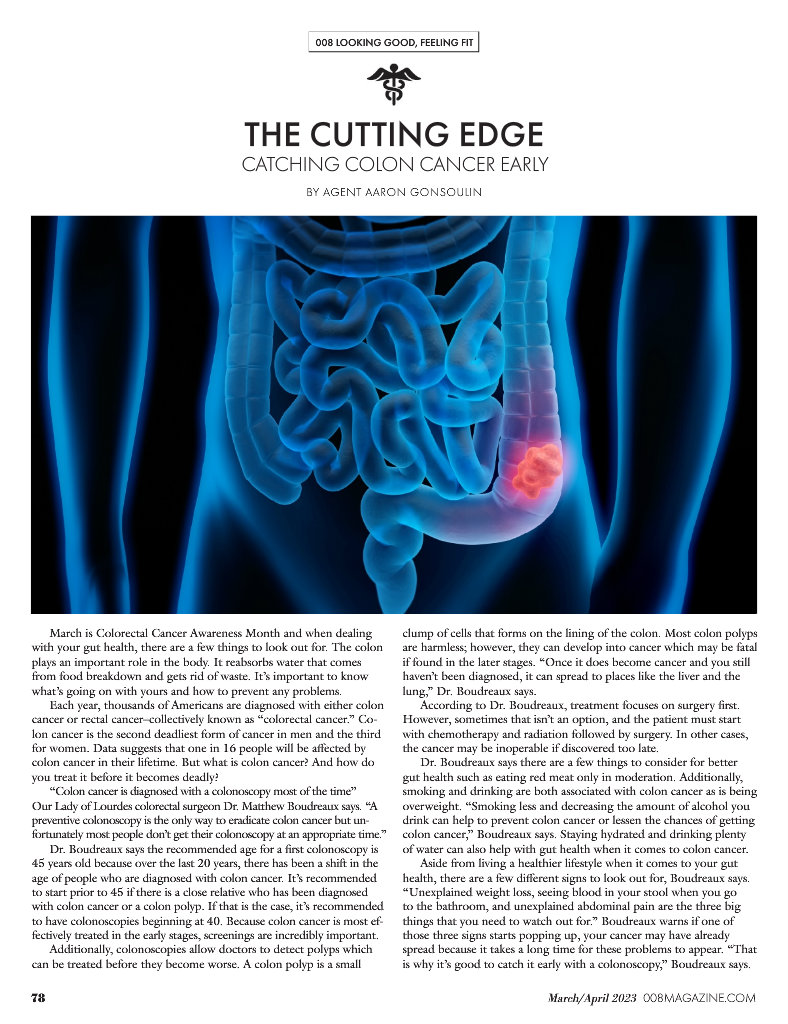 008 LOOKING GOOD, FEELING FIT
THE CUTTING EDGE
CATCHING COLON CANCER EARLY
BY AGENT AARON GONSOULIN
March is Colorectal Cancer Awareness Month and when dealing
with your gut health, there are a few things to look out for. The colon
plays an important role in the body. It reabsorbs water that comes
from food breakdown and gets rid of waste. It's important to know
what's going on with yours and how to prevent any problems.
Each year, thousands of Americans are diagnosed with either colon
cancer or rectal cancer–collectively known as "colorectal cancer." Co-
lon cancer is the second deadliest form of cancer in men and the third
for women. Data suggests that one in 16 people will be affected by
colon cancer in their lifetime. But what is colon cancer? And how do
you treat it before it becomes deadly?
"Colon cancer is diagnosed with a colonoscopy most of the time"
Our Lady of Lourdes colorectal surgeon Dr. Matthew Boudreaux says. "A
preventive colonoscopy is the only way to eradicate colon cancer but un-
fortunately most people don't get their colonoscopy at an appropriate time."
Dr. Boudreaux says the recommended age for a first colonoscopy is
45 years old because over the last 20 years, there has been a shift in the
age of people who are diagnosed with colon cancer. It's recommended
to start prior to 45 if there is a close relative who has been diagnosed
with colon cancer or a colon polyp. If that is the case, it's recommended
to have colonoscopies beginning at 40. Because colon cancer is most ef-
fectively treated in the early stages, screenings are incredibly important.
Additionally, colonoscopies allow doctors to detect polyps which
can be treated before they become worse. A colon polyp is a small
clump of cells that forms on the lining of the colon. Most colon polyps
are harmless; however, they can develop into cancer which may be fatal
if found in the later stages. "Once it does become cancer and you still
haven't been diagnosed, it can spread to places like the liver and the
lung," Dr. Boudreaux says.
According to Dr. Boudreaux, treatment focuses on surgery first.
However, sometimes that isn't an option, and the patient must start
with chemotherapy and radiation followed by surgery. In other cases,
the cancer may be inoperable if discovered too late.
Dr. Boudreaux says there are a few things to consider for better
gut health such as eating red meat only in moderation. Additionally,
smoking and drinking are both associated with colon cancer as is being
overweight. "Smoking less and decreasing the amount of alcohol you
drink can help to prevent colon cancer or lessen the chances of getting
colon cancer," Boudreaux says. Staying hydrated and drinking plenty
of water can also help with gut health when it comes to colon cancer.
Aside from living a healthier lifestyle when it comes to your gut
health, there are a few different signs to look out for, Boudreaux says.
"Unexplained weight loss, seeing blood in your stool when you go
to the bathroom, and unexplained abdominal pain are the three big
things that you need to watch out for." Boudreaux warns if one of
those three signs starts popping up, your cancer may have already
spread because it takes a long time for these problems to appear. "That
is why it's good to catch it early with a colonoscopy," Boudreaux says.
78
March/April 2023 008MAGAZINE.COM